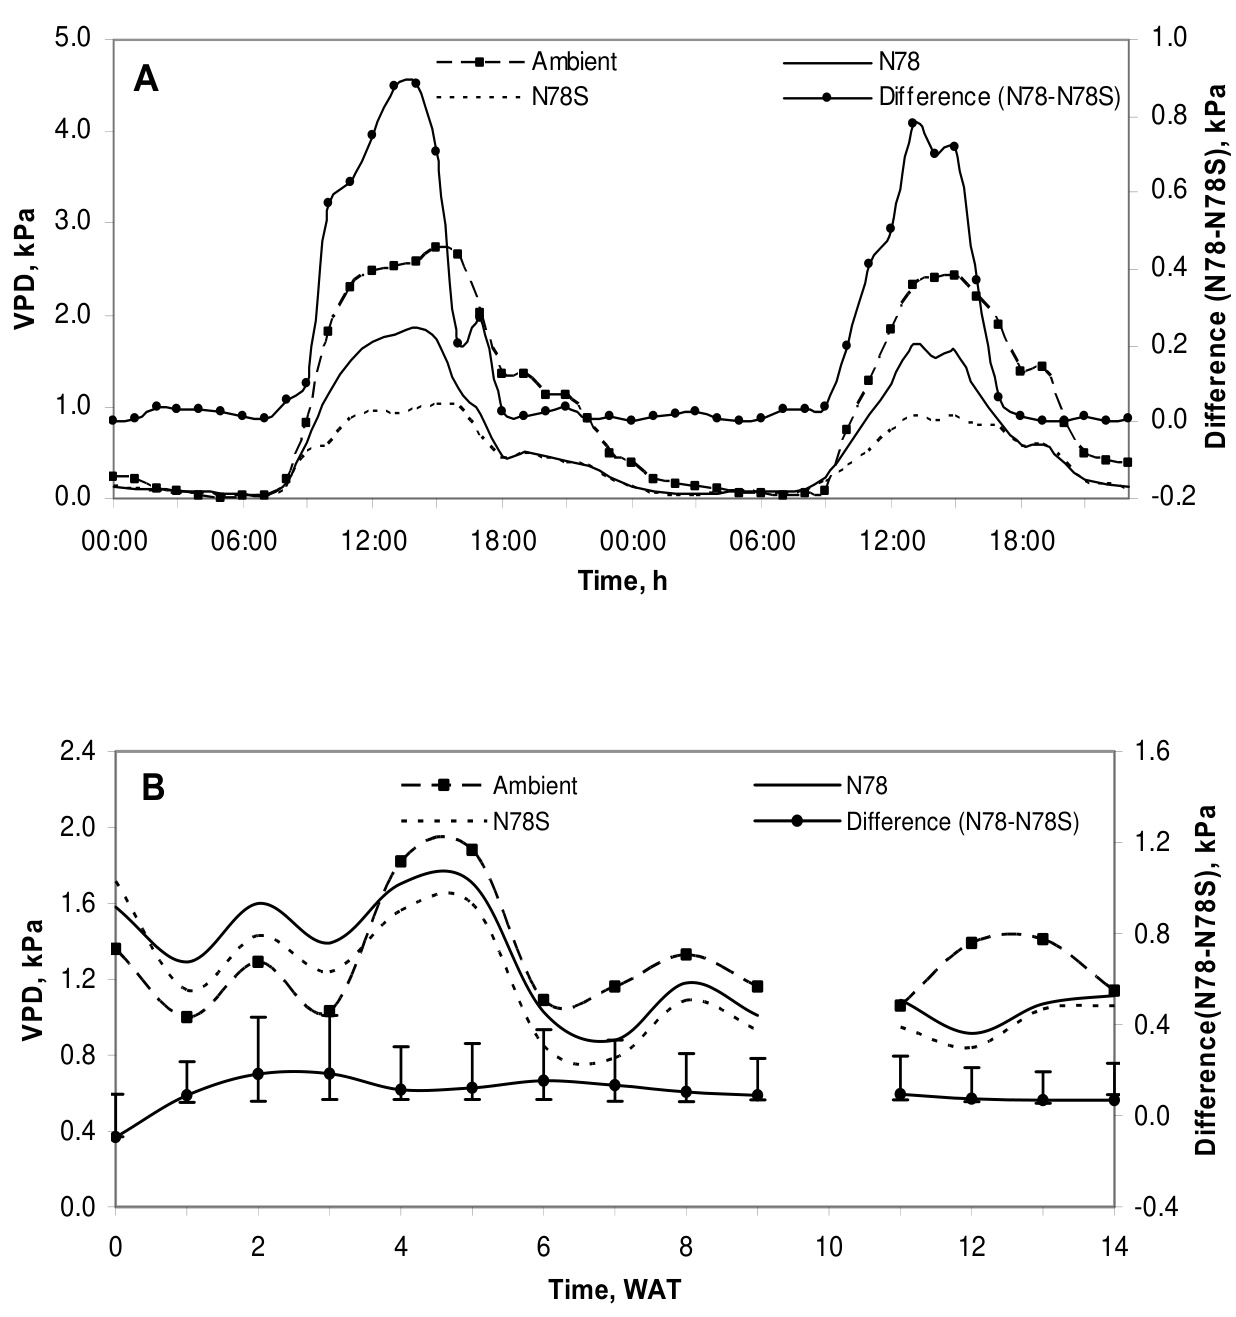 5.0
1.0
A
Ambient
N78
N78S
Difference (N78-N78S)
4.0
0.8
3.0
0.6
0.4
2.0
0.2
1.0
0.0
0.0
-0.2
VPD, kPa
Difference (N78-N78S), kPa
00:00 06:00 12:00 18:00 00:00 06:00 12:00 18:00
Time, h
2.4
1.6
B
Ambient
N78
N78S
Difference (N78-N78S)
2.0
1.2
1.6
0.8
1.2
0.4
0.8
0.0
0.4
0.0
-0.4
VPD, kPa
Difference(N78-N78S), kPa
0 2 4 6 8 10 12 14
Time, WAT